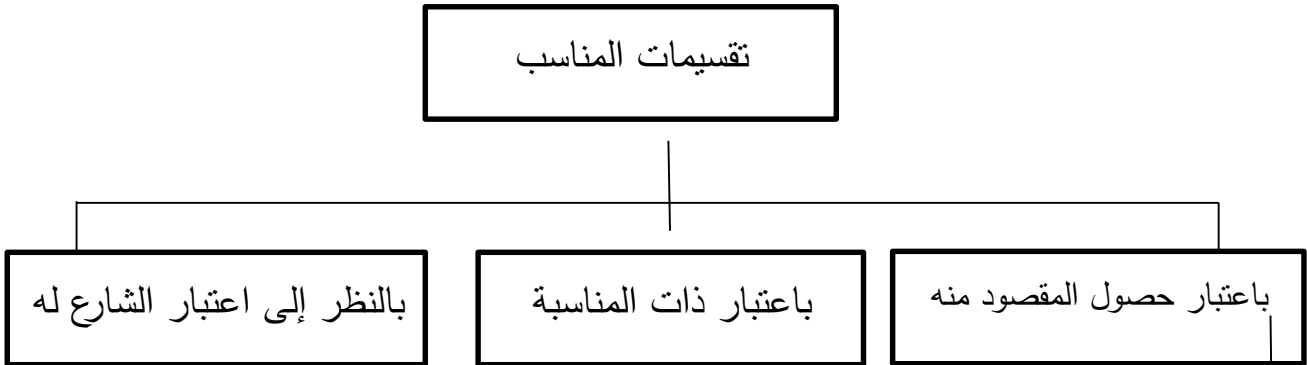 تقسيمات المناسب
باعتبار حصول المقصود منه
باعتبار ذات المناسبة
بالنظر إلى اعتبار الشارع له